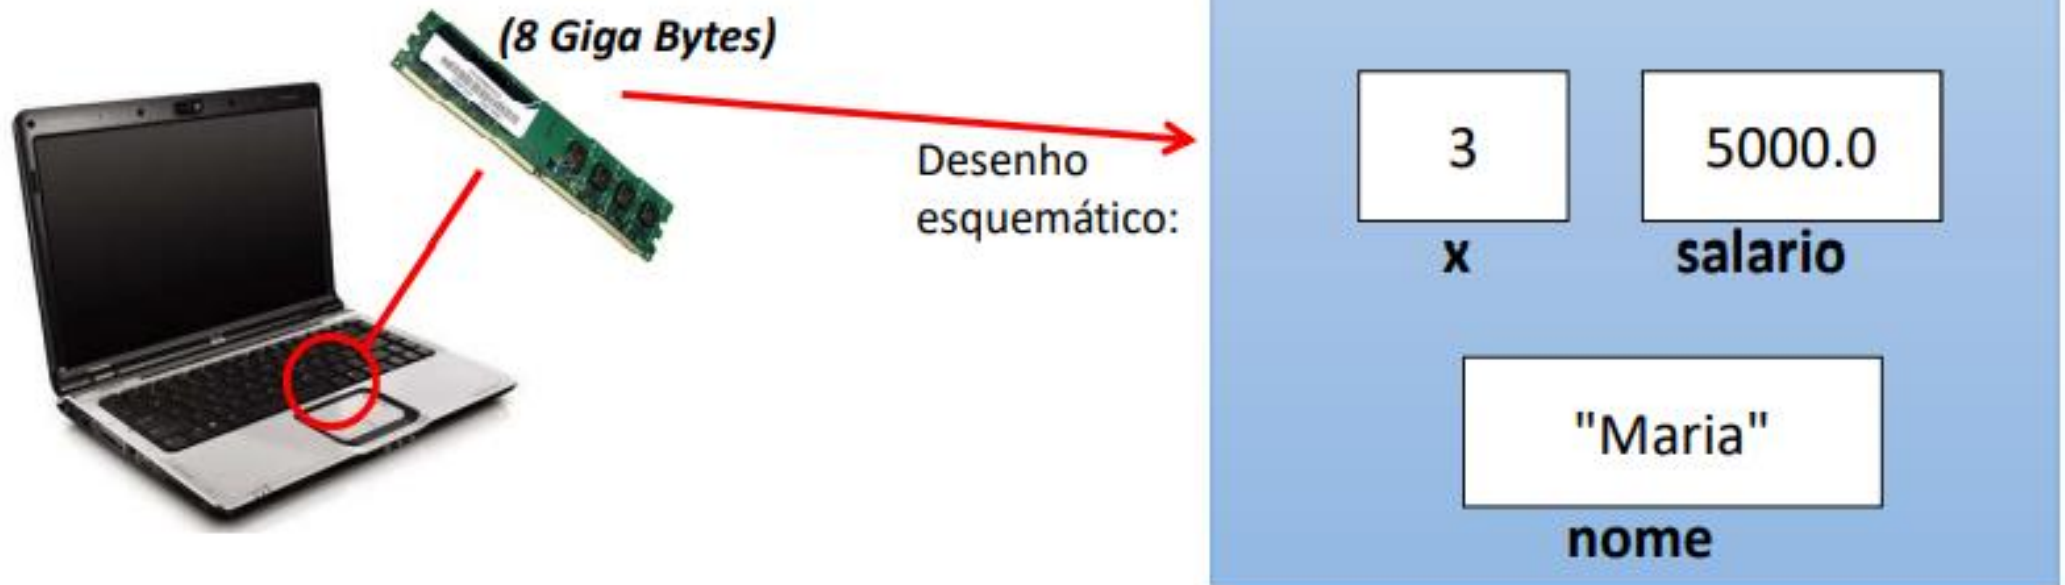 (8 Giga Bytes)
Desenho
esquemático:
3
5000.0
x
salario
"Maria"
nome